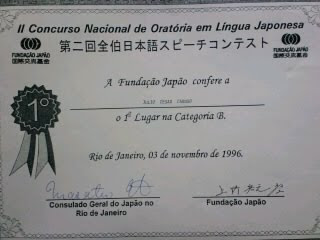 II Concurso Nacional de Oratória em Língua Japonesa
第二回全伯日本語スピーチコンテスト
FUNDAÇÃO JAPÃO
国際交流基金
FUNDAÇÃO JAPÃO
国際交流基金
A Fundação Japão confere a
JULIO CESAR
o 1º Lugar na Categoria B.
1º
Rio de Janeiro, 03 de novembro de 1996.
Consulado Geral do Japão no
Rio de Janeiro
Fundação Japão